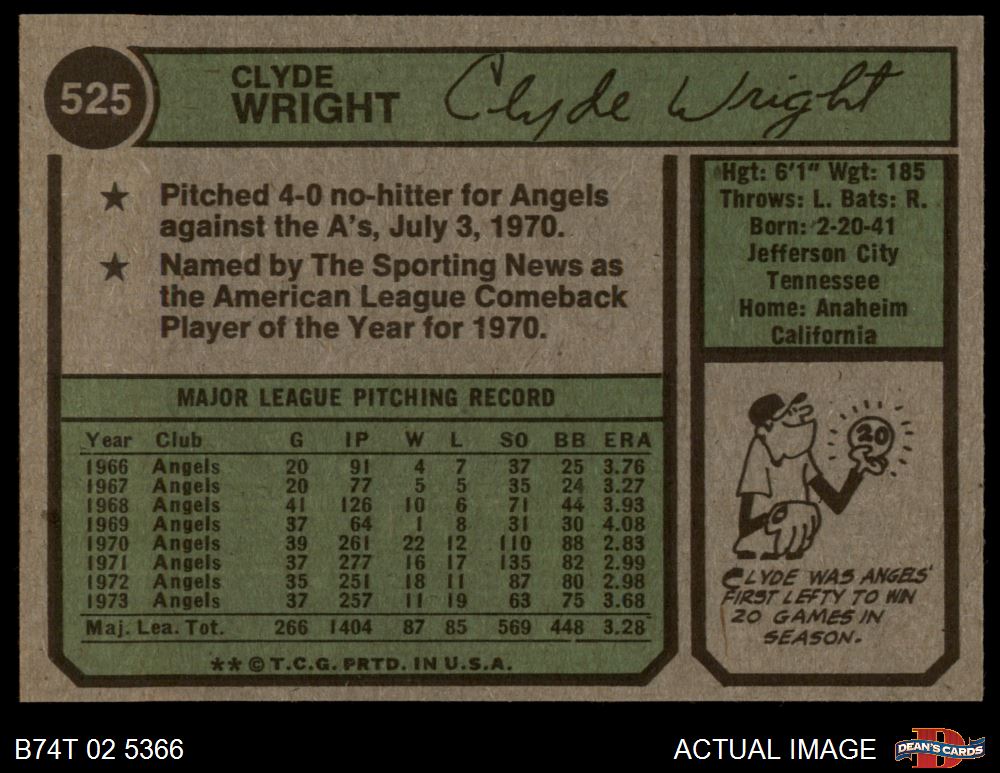 525
CLYDE
WRIGHT
Clyde Wright
★ Pitched 4-0 no-hitter for Angels
against the A's, July 3, 1970.
★ Named by The Sporting News as
the American League Comeback
Player of the Year for 1970.
Hgt: 6'1" Wgt: 185
Throws: L. Bats: R.
Born: 2-20-41
Jefferson City
Tennessee
Home: Anaheim
California
MAJOR LEAGUE PITCHING RECORD
Year Club G IP W L SO BB ERA
1966 Angels 20 91 4 7 37 25 3.76
1967 Angels 20 77 5 5 35 24 3.27
1968 Angels 41 126 10 6 71 44 3.93
1969 Angels 37 64 1 8 31 30 4.08
1970 Angels 39 261 22 12 110 88 2.83
1971 Angels 37 277 16 17 135 82 2.99
1972 Angels 35 251 18 11 87 80 2.98
1973 Angels 37 257 11 19 63 75 3.68
Maj. Lea. Tot. 266 1404 87 85 569 448 3.28
** © T.C.G. PRTD. IN U.S.A.
20
CLYDE WAS ANGELS'
FIRST LEFTY TO WIN
20 GAMES IN
SEASON.
B74T 02 5366
ACTUAL IMAGE
D
DEAN'S CARDS